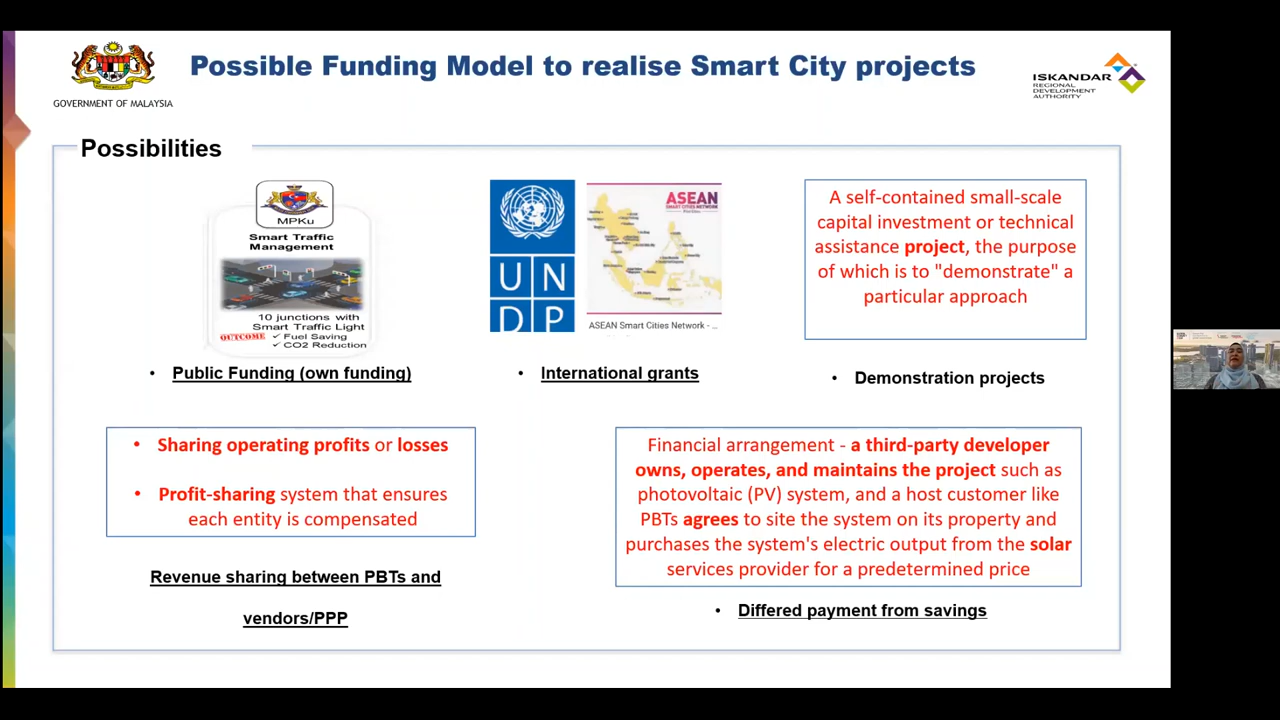 Possible Funding Model to realise Smart City projects
GOVERNMENT OF MALAYSIA
ISKANDAR
REGIONAL
DEVELOPMENT
AUTHORITY
Possibilities
MPKu
Smart Traffic
Management
10 junctions with
Smart Traffic Light
OUTCOME ✓ Fuel Saving
✓ CO2 Reduction
• Public Funding (own funding)
UN
DP
ASEAN
SMART CITIES NETWORK
ASEAN Smart Cities Network - ...
• International grants
A self-contained small-scale
capital investment or technical
assistance project, the purpose
of which is to "demonstrate" a
particular approach
• Demonstration projects
• Sharing operating profits or losses
• Profit-sharing system that ensures
each entity is compensated
Revenue sharing between PBTs and
vendors/PPP
Financial arrangement - a third-party developer
owns, operates, and maintains the project such as
photovoltaic (PV) system, and a host customer like
PBTs agrees to site the system on its property and
purchases the system's electric output from the solar
services provider for a predetermined price
• Differed payment from savings